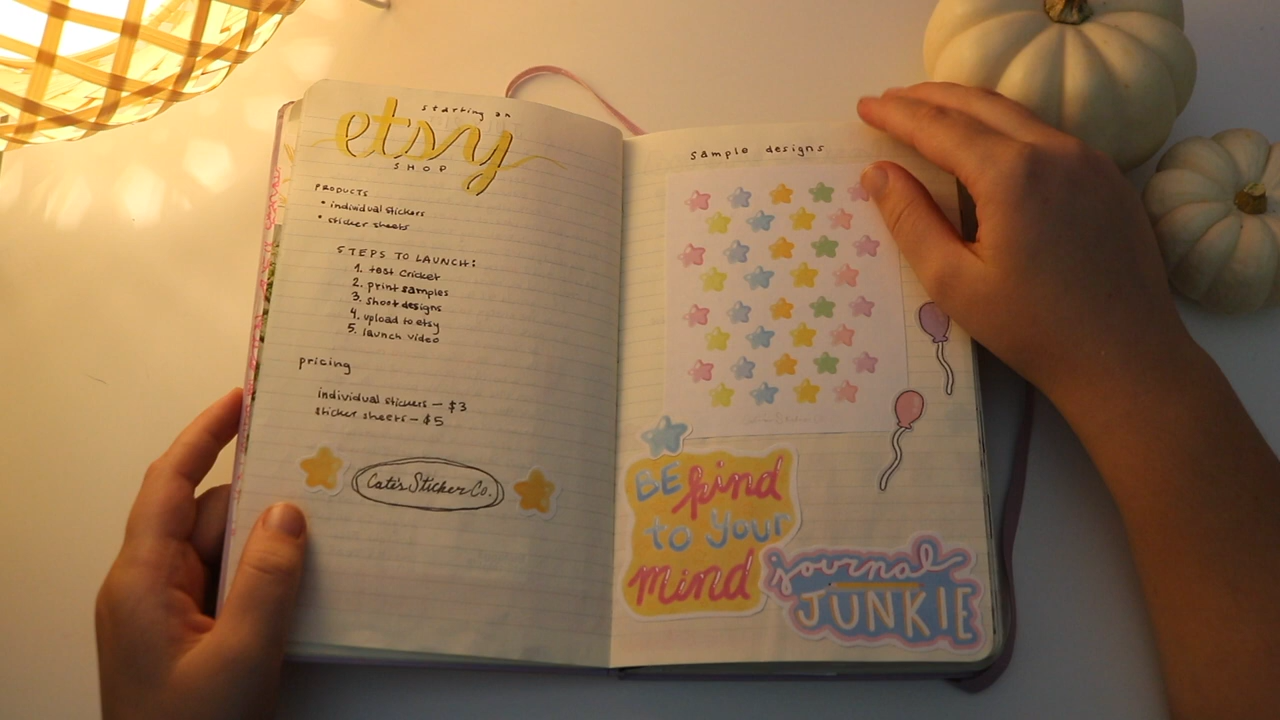 starting an
etsy
SHOP
PRODUCTS
• individual stickers
• sticker sheets
STEPS TO LAUNCH:
1. test Cricket
2. print samples
3. shoot designs
4. upload to etsy
5. launch video
pricing
individual stickers — $3
sticker sheets — $5
Cate's Sticker Co.
sample designs
BE kind
to your
mind
journal
JUNKIE